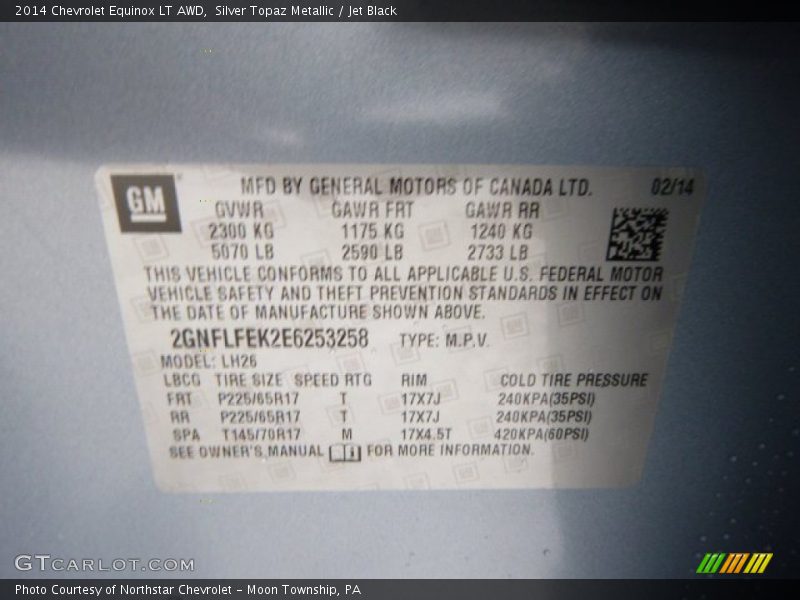 2014 Chevrolet Equinox LT AWD, Silver Topaz Metallic / Jet Black
GM
MFD BY GENERAL MOTORS OF CANADA LTD. 02/14
GVWR GAWR FRT GAWR RR
2300 KG 1175 KG 1240 KG
5070 LB 2590 LB 2733 LB
THIS VEHICLE CONFORMS TO ALL APPLICABLE U.S. FEDERAL MOTOR
VEHICLE SAFETY AND THEFT PREVENTION STANDARDS IN EFFECT ON
THE DATE OF MANUFACTURE SHOWN ABOVE.
2GNFLFEK2E6253258 TYPE: M.P.V.
MODEL: LH26
LBCG TIRE SIZE SPEED RTG RIM COLD TIRE PRESSURE
FRT P225/65R17 T 17X7J 240KPA(35PSI)
RR P225/65R17 T 17X7J 240KPA(35PSI)
SPA T145/70R17 M 17X4.5T 420KPA(60PSI)
SEE OWNER'S MANUAL FOR MORE INFORMATION.
GTCARLOT.COM
Photo Courtesy of Northstar Chevrolet - Moon Township, PA